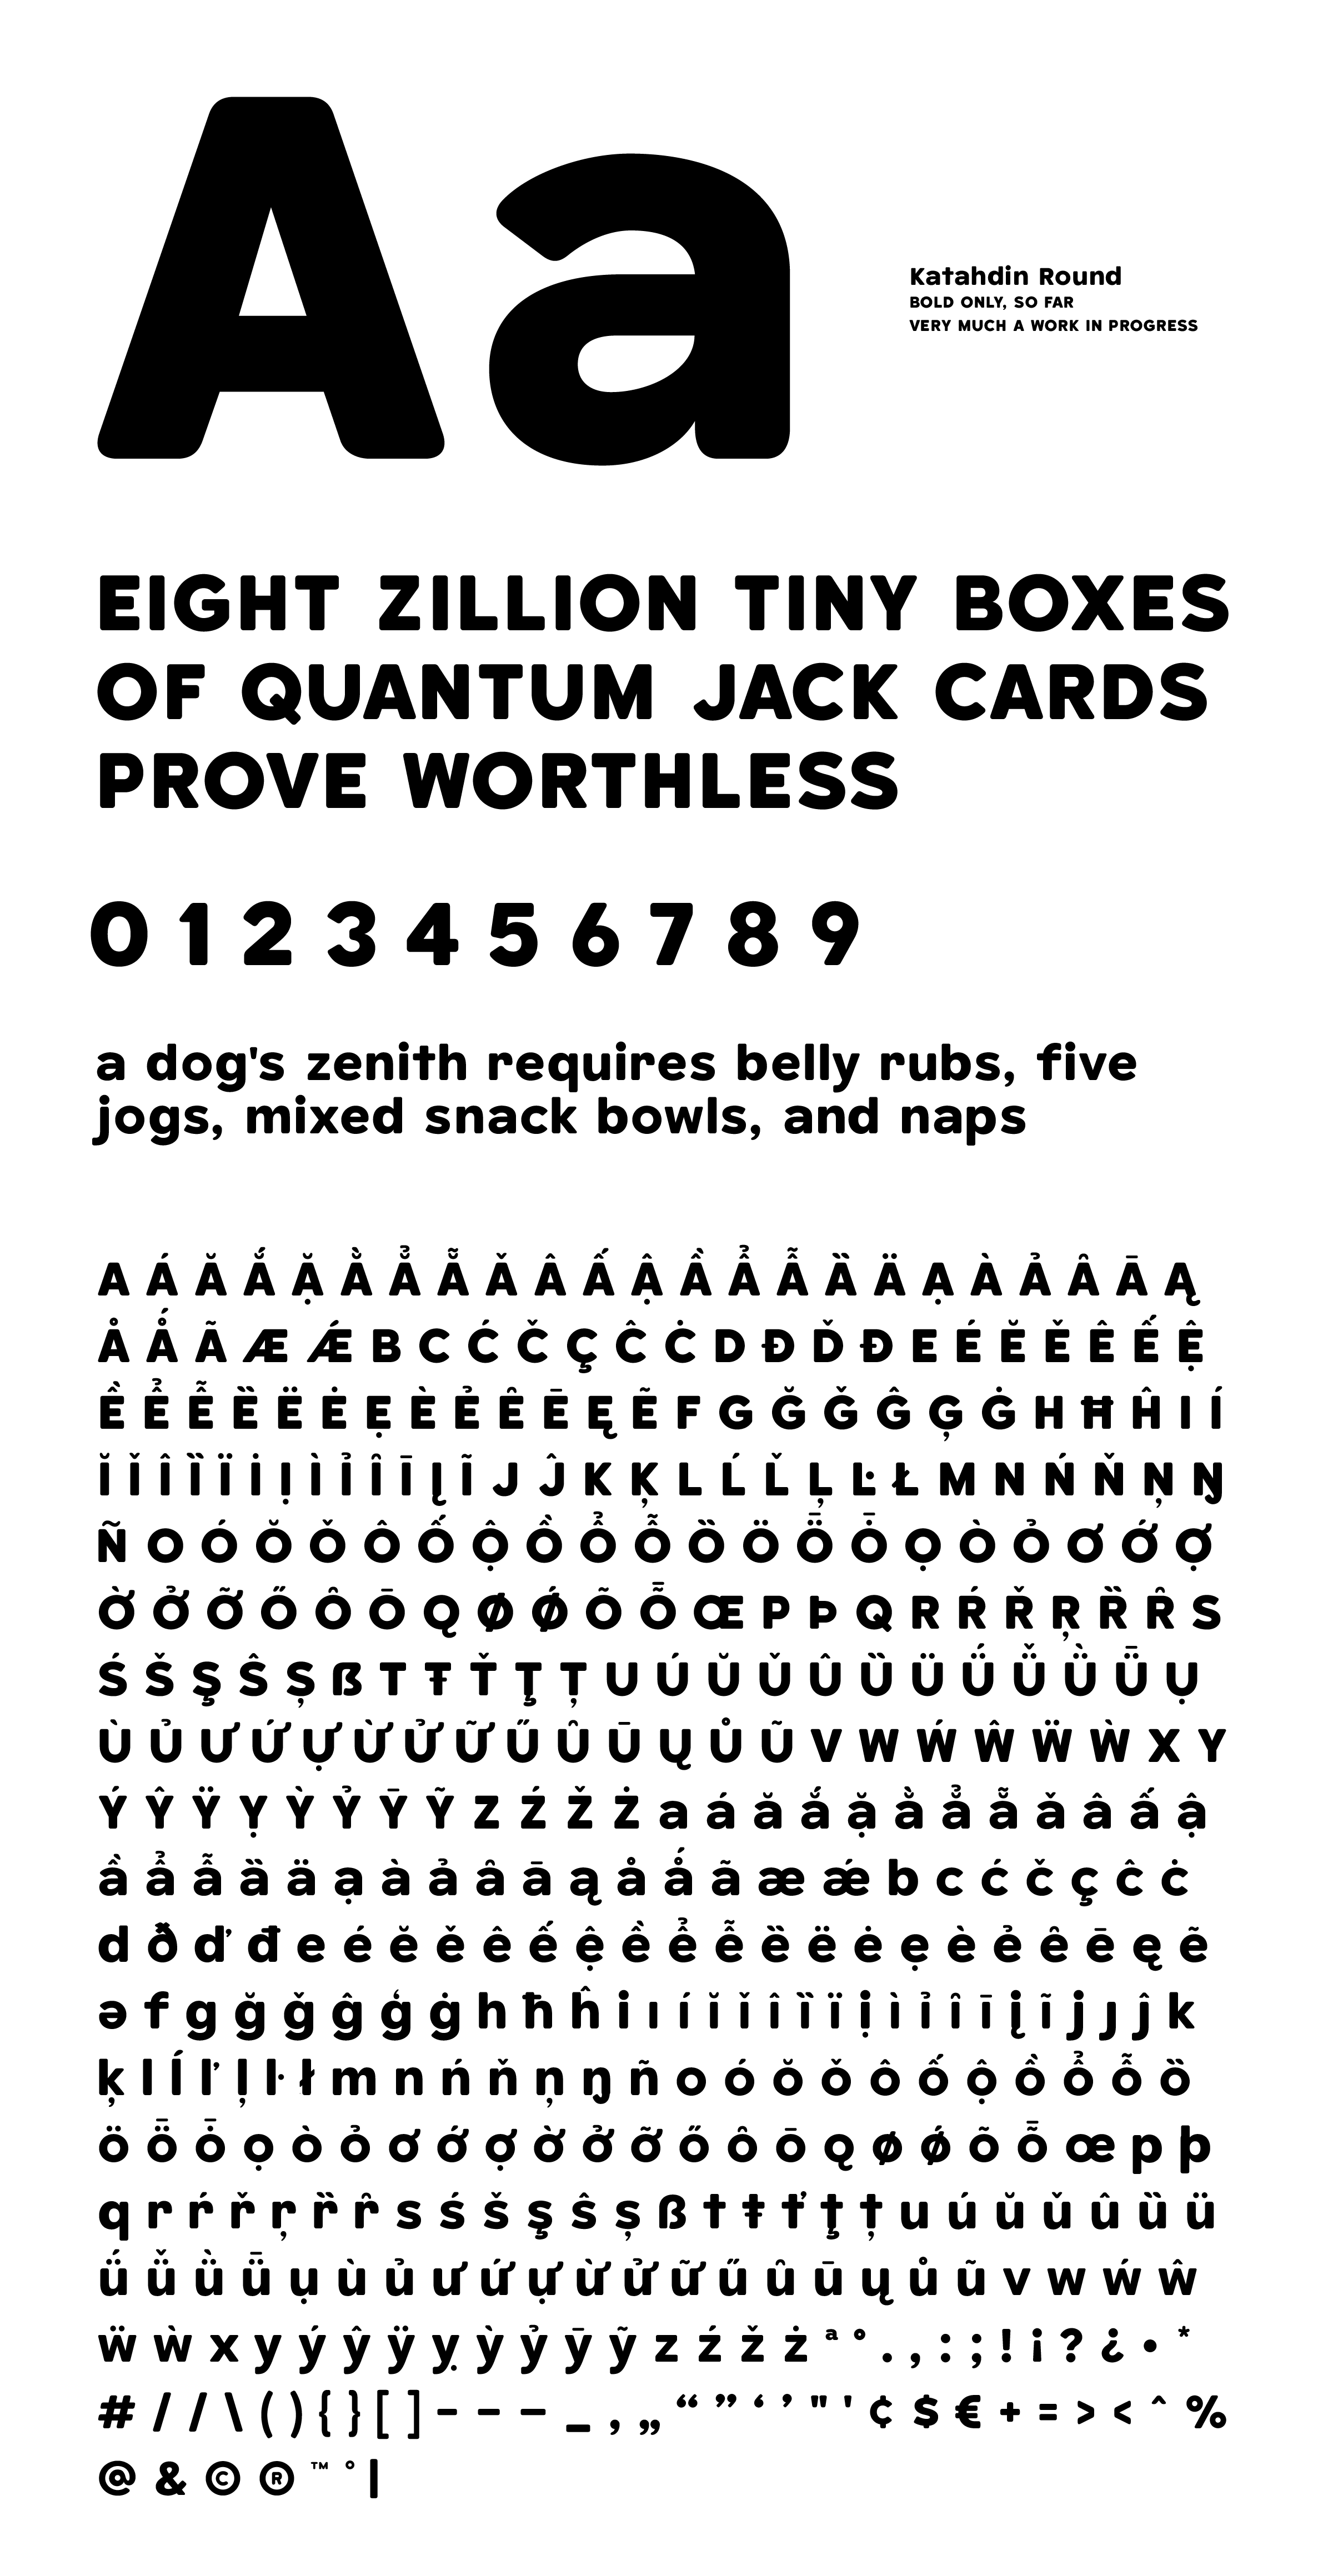 Aa
Katahdin Round
BOLD ONLY, SO FAR
VERY MUCH A WORK IN PROGRESS
EIGHT ZILLION TINY BOXES
OF QUANTUM JACK CARDS
PROVE WORTHLESS
0 1 2 3 4 5 6 7 8 9
a dog's zenith requires belly rubs, five
jogs, mixed snack bowls, and naps
A Á Ă Ắ Ặ Ằ Ẳ Ẵ Ǎ Â Ấ Ậ Ầ Ẩ Ẫ Ȁ Ä Ạ À Ả Ȃ Ā Ą
Å Ǻ Ã Æ Ǽ B C Ć Č Ç Ĉ Ċ D Ð Ď Đ E É Ĕ Ě Ê Ế Ệ
Ề Ể Ễ Ȅ Ë Ė Ẹ È Ẻ Ȇ Ē Ę Ẽ F G Ğ Ǧ Ĝ Ģ Ġ H Ħ Ĥ I Í
Ĭ Ǐ Î Ȉ Ï İ Ị Ì Ỉ Ȋ Ī Į Ĩ J Ĵ K Ķ L Ĺ Ľ Ļ Ŀ Ł M N Ń Ň Ņ Ŋ
Ñ O Ó Ŏ Ǒ Ô Ố Ộ Ồ Ổ Ỗ Ȍ Ö Ȫ Ȱ Ọ Ò Ỏ Ơ Ớ Ợ
Ờ Ở Ỡ Ő Ȏ Ō Ǫ Ø Ǿ Õ Ȭ Œ P Þ Q R Ŕ Ř Ŗ Ȑ Ȓ S
Ś Š Ş Ŝ Ș ẞ T Ŧ Ť Ţ Ț U Ú Ŭ Ǔ Û Ȕ Ü Ǘ Ǚ Ǜ Ǖ Ụ
Ù Ủ Ư Ứ Ự Ừ Ử Ữ Ű Ȗ Ū Ų Ů Ũ V W Ẃ Ŵ Ẅ Ẁ X Y
Ý Ŷ Ÿ Ỵ Ỳ Ỷ Ȳ Ỹ Z Ź Ž Ż a á ă ắ ặ ằ ẳ ẵ ǎ â ấ ậ
ầ ẩ ẫ ȁ ä ạ à ả ȃ ā ą å ǻ ã æ ǽ b c ć č ç ĉ ċ
d ð ď đ e é ĕ ě ê ế ệ ề ể ễ ȅ ë ė ẹ è ẻ ȇ ē ę ẽ
ə f g ğ ǧ ĝ ģ ġ h ħ ĥ i ı í ĭ ǐ î ȉ ï ị ì ỉ ȋ ī į ĩ j ȷ ĵ k
ķ l ĺ ľ ļ ŀ ł m n ń ň ņ ŋ ñ o ó ŏ ǒ ô ố ộ ồ ổ ỗ ȍ
ö ȫ ȱ ọ ò ỏ ơ ớ ợ ờ ở ỡ ő ȏ ō ǫ ø ǿ õ ȭ œ p þ
q r ŕ ř ŗ ȑ ȓ s ś š ş ŝ ș ß t ŧ ť ţ ț u ú ŭ ǔ û ȕ ü
ǘ ǚ ǜ ǖ ụ ù ủ ư ứ ự ừ ử ữ ű ȗ ū ų ů ũ v w ẃ ŵ
ẅ ẁ x y ý ŷ ÿ ỵ ỳ ỷ ȳ ỹ z ź ž ż ª º . , : ; ! ¡ ? ¿ • *
# / / \ ( ) { } [ ] - – — _ ‚ „ “ ” ‘ ’ " ' ¢ $ € + = > < ^ %
@ & © ® ™ ° |